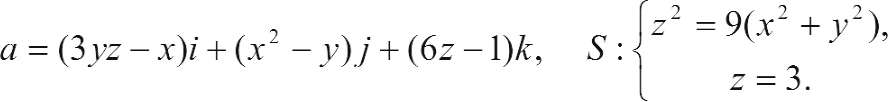 a = (3yz − x)i + (x² − y)j + (6z − 1)k, S : { z² = 9(x² + y²),
z = 3.